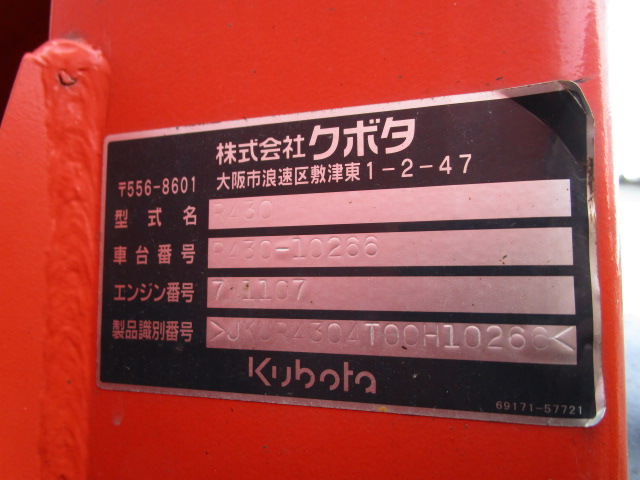 株式会社クボタ
〒556-8601 大阪市浪速区敷津東1-2-47
型式名 R430
車台番号 R430-10266
エンジン番号
製品識別番号
Kubota
69171-57721